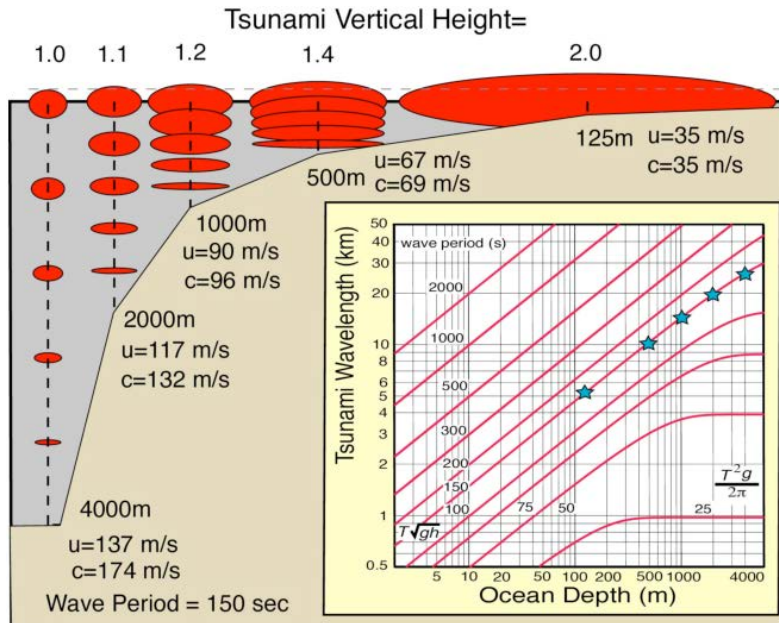 Tsunami Vertical Height=
1.0 1.1 1.2 1.4 2.0
125m u=35 m/s
c=35 m/s
500m u=67 m/s
c=69 m/s
1000m
u=90 m/s
c=96 m/s
2000m
u=117 m/s
c=132 m/s
4000m
u=137 m/s
c=174 m/s
Wave Period = 150 sec
Tsunami Wavelength (km)
50
40
30
20
10
8
6
5
4
3
2
1
0.5
wave period (s)
2000
1000
500
300
200
150
100 75 50 25
T√gh
T²g
2π
5 10 20 50 100 200 500 1000 4000
Ocean Depth (m)